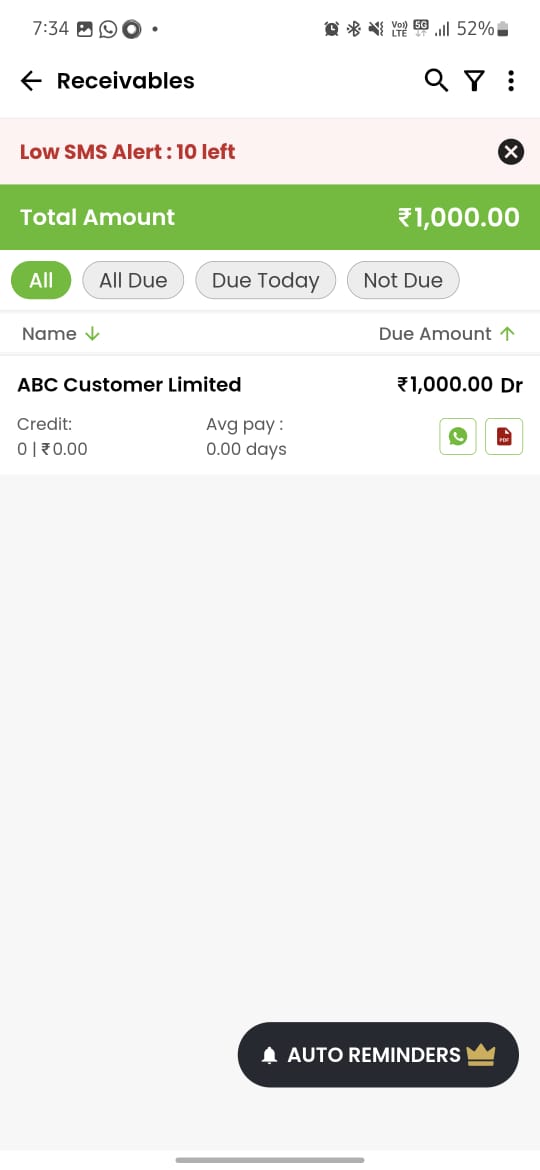 7:34
Vo)) LTE 5G 52%
Receivables
Low SMS Alert : 10 left
Total Amount ₹1,000.00
All All Due Due Today Not Due
Name Due Amount
ABC Customer Limited ₹1,000.00 Dr
Credit: Avg pay :
0 | ₹0.00 0.00 days
PDF
AUTO REMINDERS